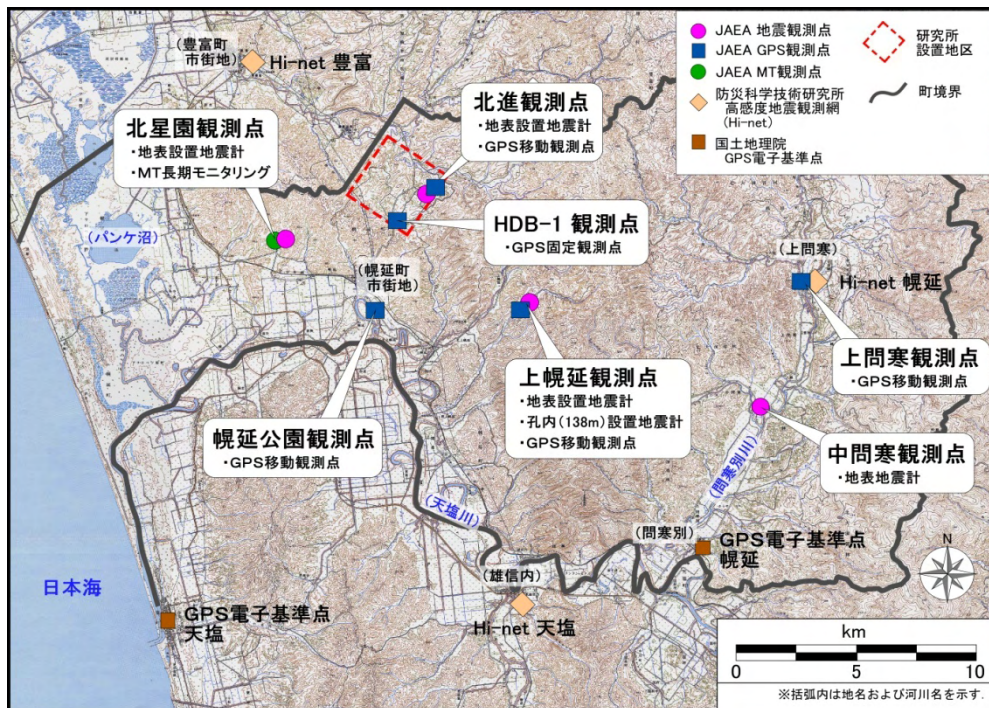 (豊富町
市街地)
Hi-net 豊富
JAEA 地震観測点
JAEA GPS観測点
JAEA MT観測点
防災科学技術研究所
高感度地震観測網
(Hi-net)
国土地理院
GPS電子基準点
研究所
設置地区
町境界
北星園観測点
・地表設置地震計
・MT長期モニタリング
北進観測点
・地表設置地震計
・GPS移動観測点
HDB-1 観測点
・GPS固定観測点
(パンケ沼)
(幌延町
市街地)
(上問寒)
Hi-net 幌延
上問寒観測点
・GPS移動観測点
上幌延観測点
・地表設置地震計
・孔内(138m)設置地震計
・GPS移動観測点
幌延公園観測点
・GPS移動観測点
中問寒観測点
・地表地震計
(問寒別川)
(天塩川)
(問寒別)
GPS電子基準点
幌延
(雄信内)
Hi-net 天塩
日本海
GPS電子基準点
天塩
N
km
0 5 10
※括弧内は地名および河川名を示す.